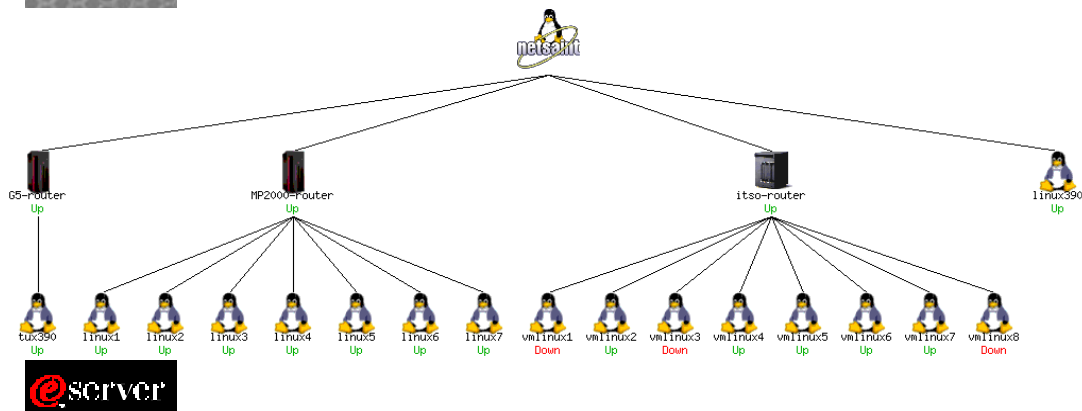 netsaint
G5-router MP2000-router itso-router linux390
Up Up Up Up
tux390 linux1 linux2 linux3 linux4 linux5 linux6 linux7 vmlinux1 vmlinux2 vmlinux3 vmlinux4 vmlinux5 vmlinux6 vmlinux7 vmlinux8
Up Up Up Up Up Up Up Up Down Up Down Up Up Up Up Down
e server